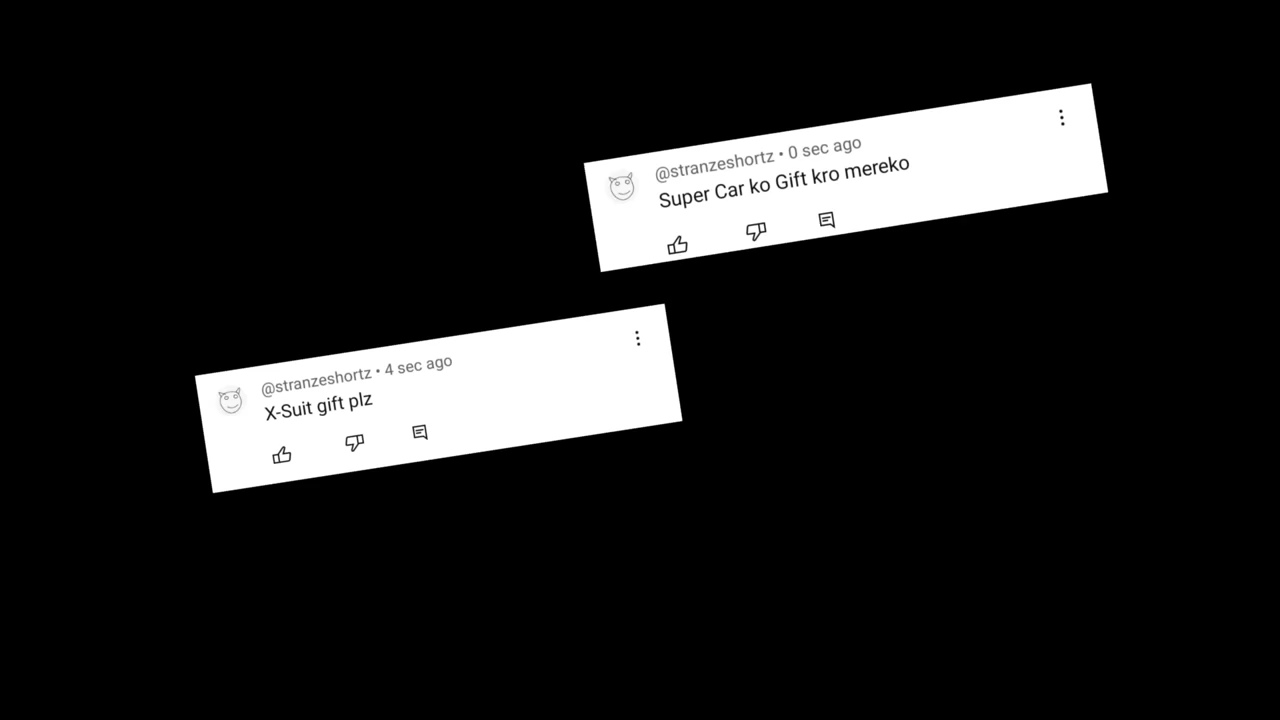 @stranzeshortz • 0 sec ago
Super Car ko Gift kro mereko
@stranzeshortz • 4 sec ago
X-Suit gift plz